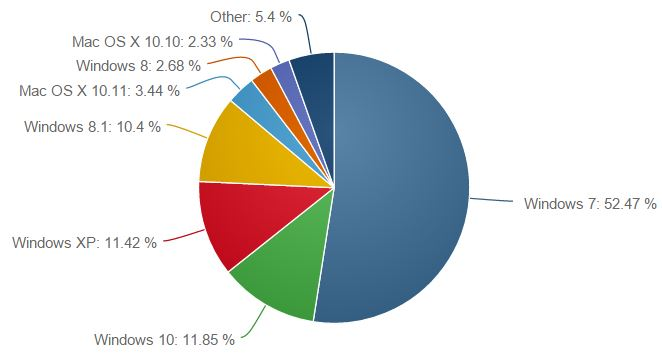 Other: 5.4 %
Mac OS X 10.10: 2.33 %
Windows 8: 2.68 %
Mac OS X 10.11: 3.44 %
Windows 8.1: 10.4 %
Windows 7: 52.47 %
Windows XP: 11.42 %
Windows 10: 11.85 %